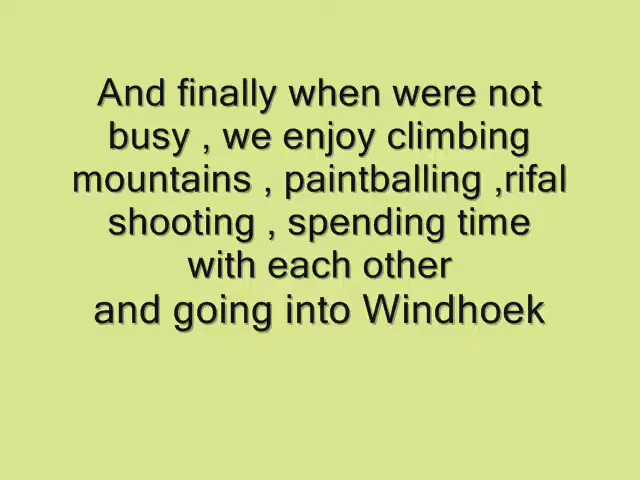 And finally when were not
busy , we enjoy climbing
mountains , paintballing ,rifal
shooting , spending time
with each other
and going into Windhoek